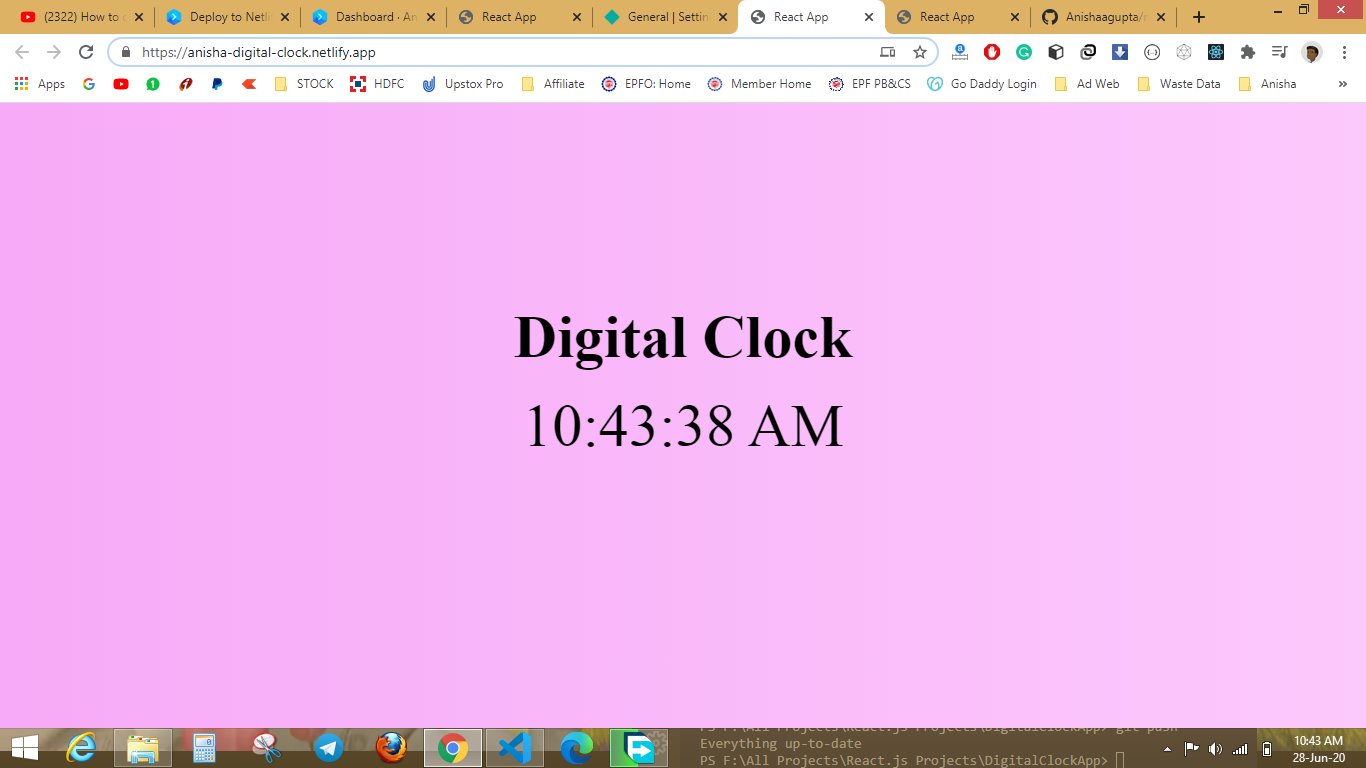 (2322) How to
Deploy to Netli
Dashboard · An
React App
General | Settin
React App
React App
Anishaagupta/r
https://anisha-digital-clock.netlify.app
Apps
STOCK
HDFC
Upstox Pro
Affiliate
EPFO: Home
Member Home
EPF PB&CS
Go Daddy Login
Ad Web
Waste Data
Anisha
Digital Clock
10:43:38 AM
PS F:\All Projects\React.js Projects\DigitalClockApp> git push
Everything up-to-date
PS F:\All Projects\React.js Projects\DigitalClockApp>
10:43 AM
28-Jun-20